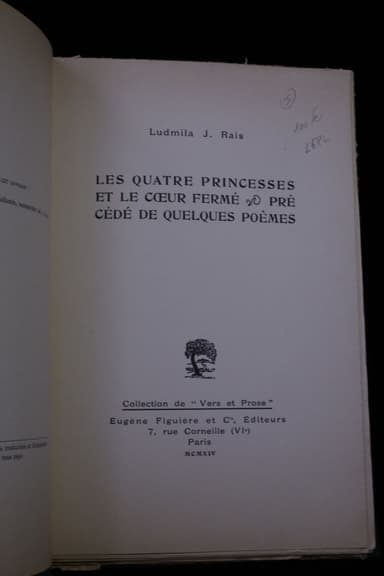 Ludmila J. Rais
LES QUATRE PRINCESSES
ET LE CŒUR FERMÉ PRÉ
CÉDÉ DE QUELQUES POÈMES
Collection de "Vers et Prose"
Eugène Figuière et Cie, Editeurs
7, rue Corneille (VIe)
Paris
MCMXIV